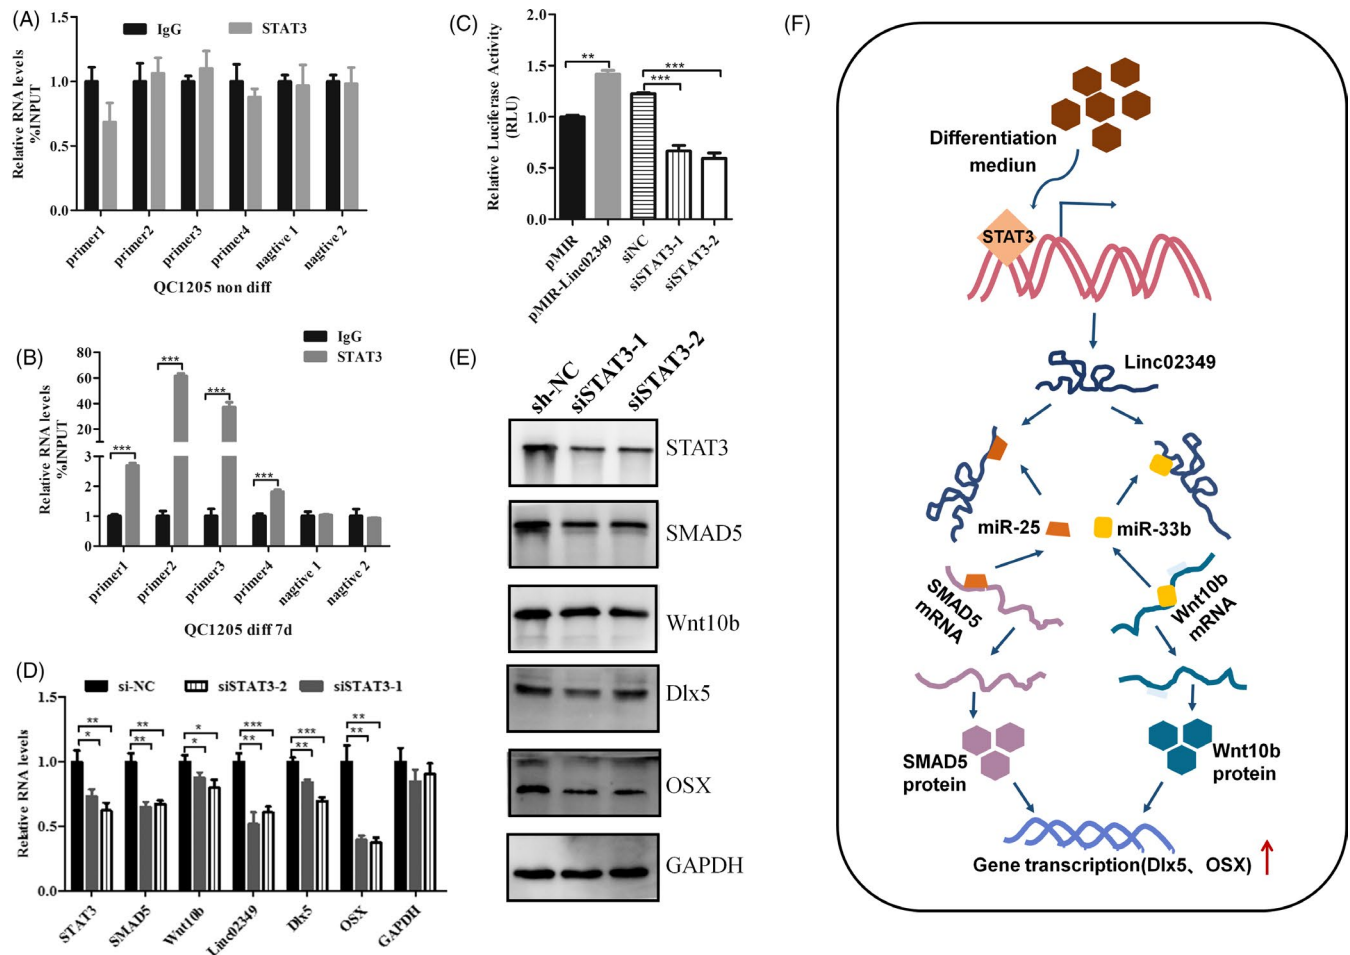 (A)
1.5
1.0
0.5
0.0
Relative RNA levels
%INPUT
IgG
STAT3
primer1
primer2
primer3
primer4
nagtive 1
nagtive 2
QC1205 non diff
(B)
80
60
40
20
3
2
1
0
Relative RNA levels
%INPUT
IgG
STAT3
***
***
***
***
primer1
primer2
primer3
primer4
nagtive 1
nagtive 2
QC1205 diff 7d
(C)
2.0
1.5
1.0
0.5
0.0
Relative Luciferase Activity
(RLU)
**
***
***
pMIR
pMIR-Linc02349
siNC
siSTAT3-1
siSTAT3-2
(D)
si-NC
siSTAT3-2
siSTAT3-1
1.5
1.0
0.5
0.0
Relative RNA levels
**
*
**
**
*
*
***
**
***
**
**
**
STAT3
SMAD5
Wnt10b
Linc02349
Dlx5
OSX
GAPDH
(E)
sh-NC
siSTAT3-1
siSTAT3-2
STAT3
SMAD5
Wnt10b
Dlx5
OSX
GAPDH
(F)
Differentiation
mediun
STAT3
Linc02349
miR-25
miR-33b
SMAD5
mRNA
Wnt10b
mRNA
SMAD5
protein
Wnt10b
protein
Gene transcription(Dlx5、OSX)